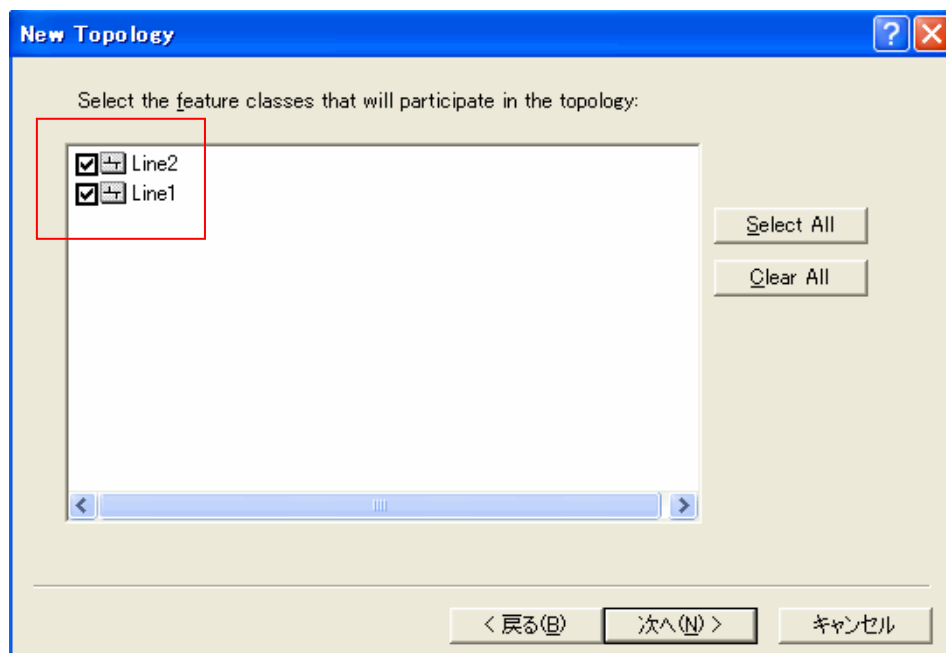 New Topology
Select the feature classes that will participate in the topology:
Line2
Line1
Select All
Clear All
< 戻る(B)
次へ(N) >
キャンセル